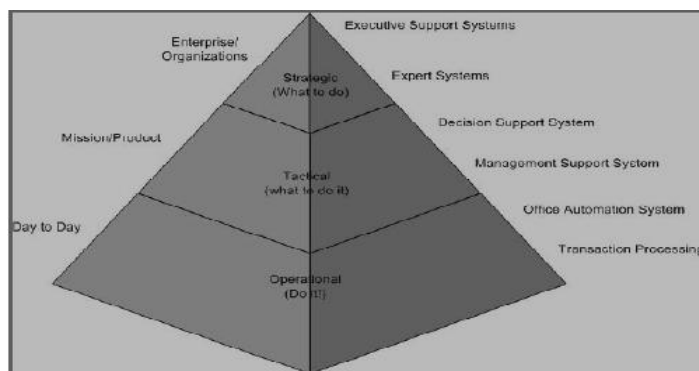 Executive Support Systems
Enterprise/
Organizations
Strategic
(What to do)
Expert Systems
Decision Support System
Mission/Product
Management Support System
Tactical
(what to do it)
Office Automation System
Day to Day
Transaction Processing
Operational
(Do it!)